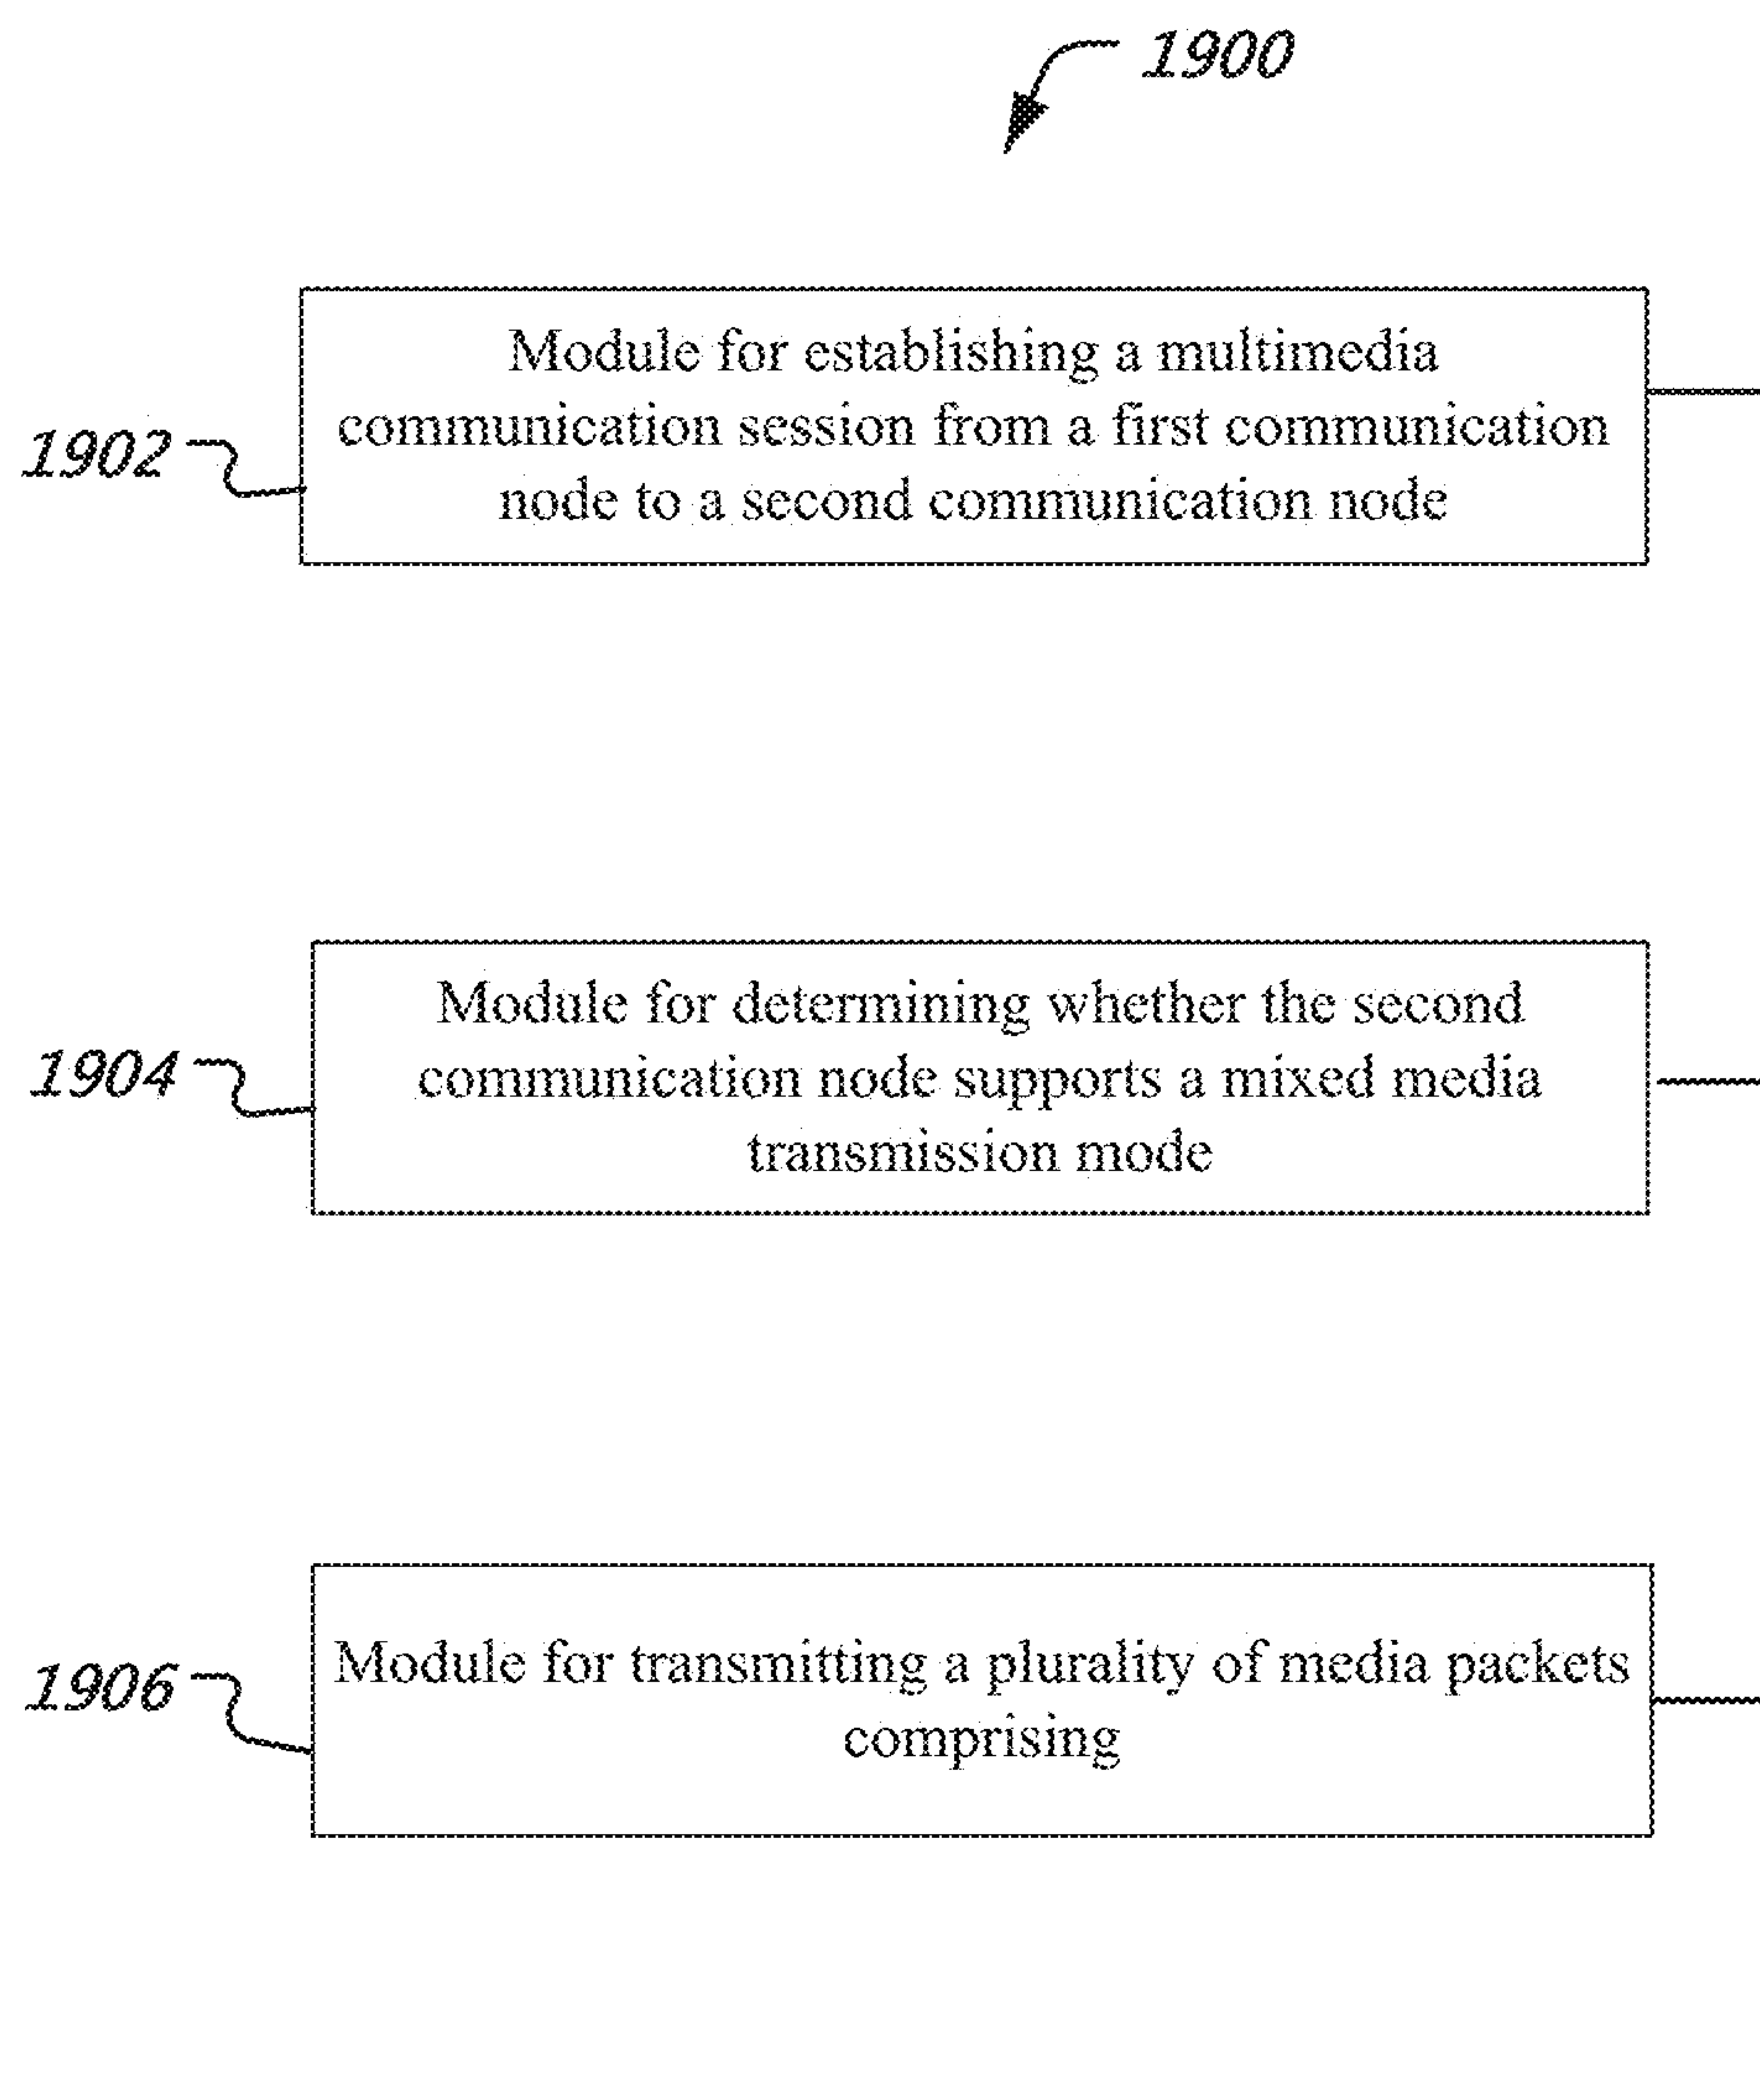 1900
Module for establishing a multimedia
communication session from a first communication
node to a second communication node
1902
Module for determining whether the second
communication node supports a mixed media
transmission mode
1904
Module for transmitting a plurality of media packets
comprising
1906